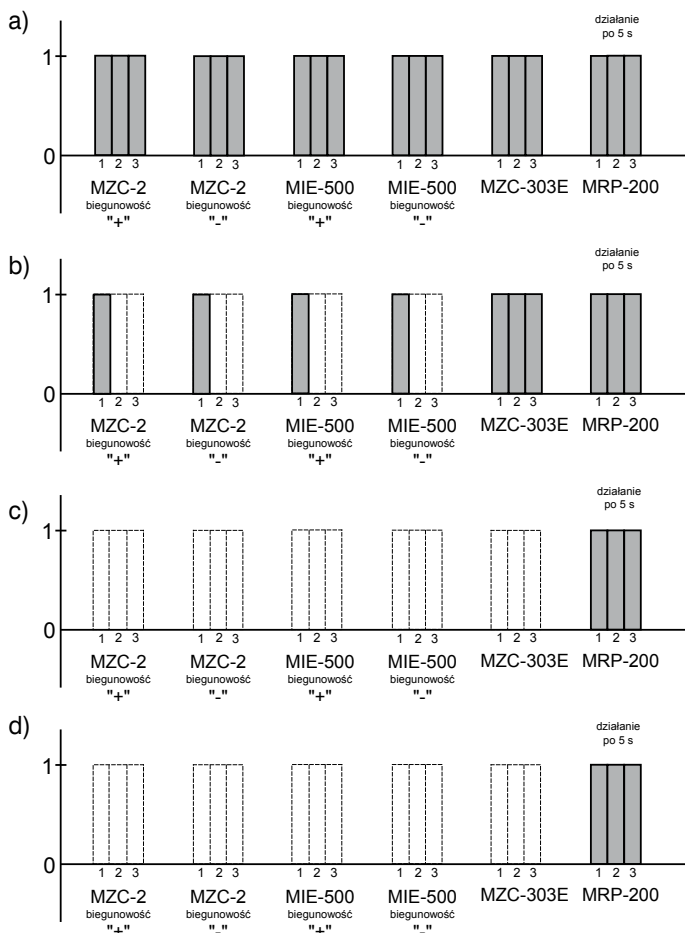 a)
działanie
po 5 s
1
0
1 2 3 1 2 3 1 2 3 1 2 3 1 2 3 1 2 3
MZC-2 MZC-2 MIE-500 MIE-500 MZC-303E MRP-200
biegunowość biegunowość biegunowość biegunowość
"+" "-" "+" "-"
b)
działanie
po 5 s
1
0
1 2 3 1 2 3 1 2 3 1 2 3 1 2 3 1 2 3
MZC-2 MZC-2 MIE-500 MIE-500 MZC-303E MRP-200
biegunowość biegunowość biegunowość biegunowość
"+" "-" "+" "-"
c)
działanie
po 5 s
1
0
1 2 3 1 2 3 1 2 3 1 2 3 1 2 3 1 2 3
MZC-2 MZC-2 MIE-500 MIE-500 MZC-303E MRP-200
biegunowość biegunowość biegunowość biegunowość
"+" "-" "+" "-"
d)
działanie
po 5 s
1
0
1 2 3 1 2 3 1 2 3 1 2 3 1 2 3 1 2 3
MZC-2 MZC-2 MIE-500 MIE-500 MZC-303E MRP-200
biegunowość biegunowość biegunowość biegunowość
"+" "-" "+" "-"